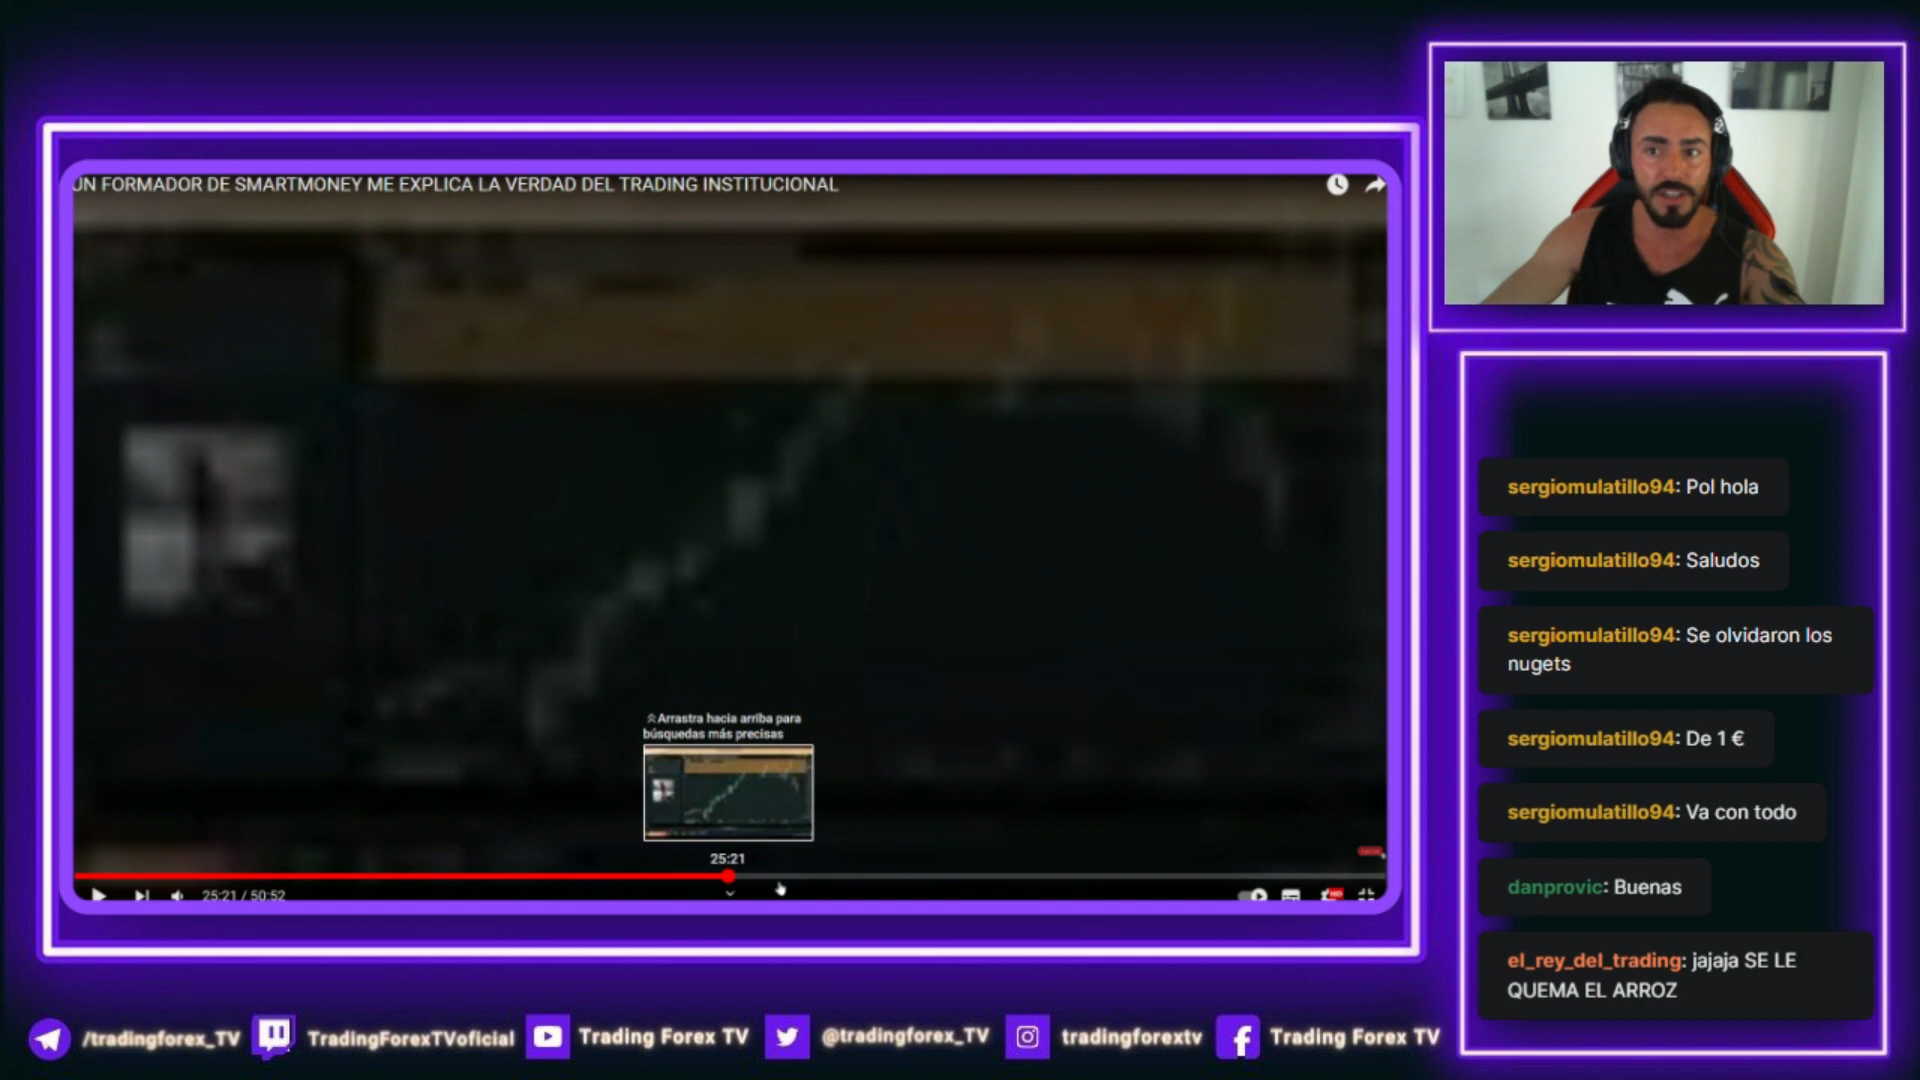 UN FORMADOR DE SMARTMONEY ME EXPLICA LA VERDAD DEL TRADING INSTITUCIONAL
Arrastra hacia arriba para
búsquedas más precisas
25:21
25:21 / 50:52
HD
sergiomulatillo94: Pol hola
sergiomulatillo94: Saludos
sergiomulatillo94: Se olvidaron los
nugets
sergiomulatillo94: De 1 €
sergiomulatillo94: Va con todo
danprovic: Buenas
el_rey_del_trading: jajaja SE LE
QUEMA EL ARROZ
/tradingforex_TV
TradingForexTVoficial
Trading Forex TV
@tradingforex_TV
tradingforextv
Trading Forex TV